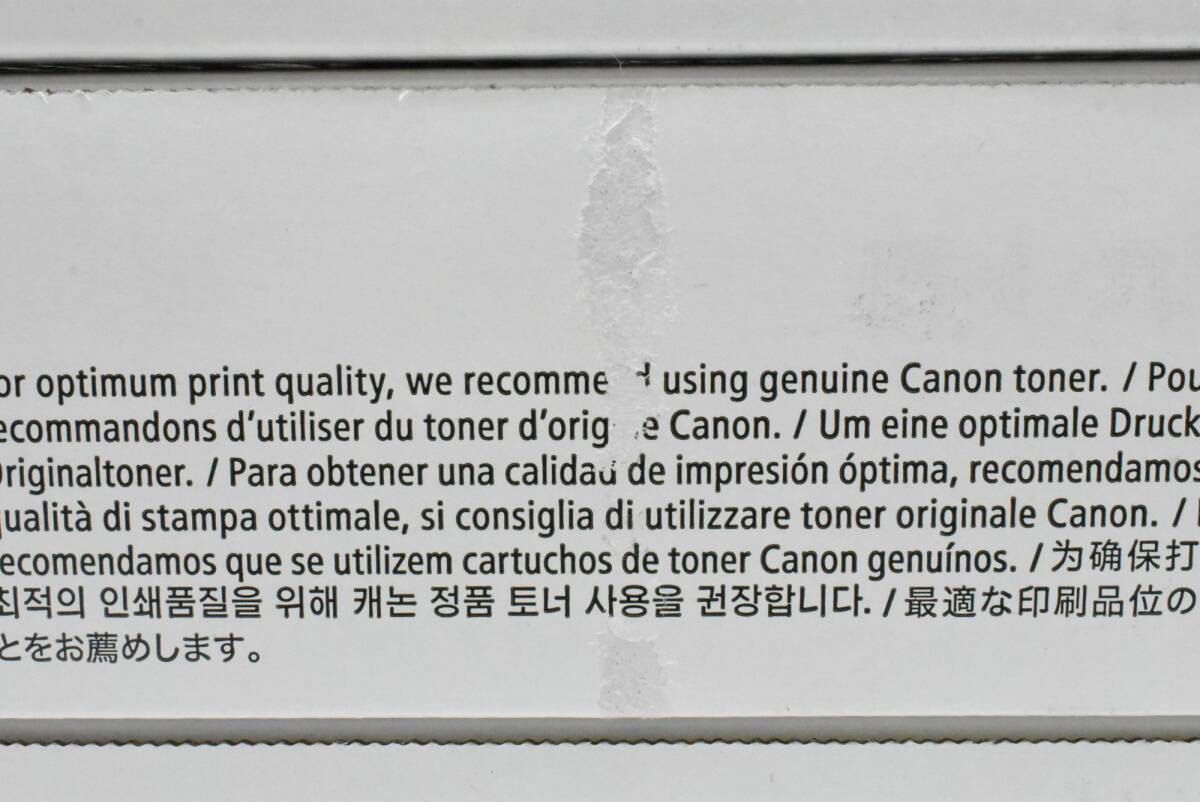 or optimum print quality, we recomme d using genuine Canon toner. / Pou
ecommandons d'utiliser du toner d'orig e Canon. / Um eine optimale Druck
Originaltoner. / Para obtener una calidad de impresión óptima, recomendamos
qualità di stampa ottimale, si consiglia di utilizzare toner originale Canon. /
ecomendamos que se utilizem cartuchos de toner Canon genuínos. / 为确保打
최적의 인쇄품질을 위해 캐논 정품 토너 사용을 권장합니다. / 最適な印刷品位の
とをお薦めします。